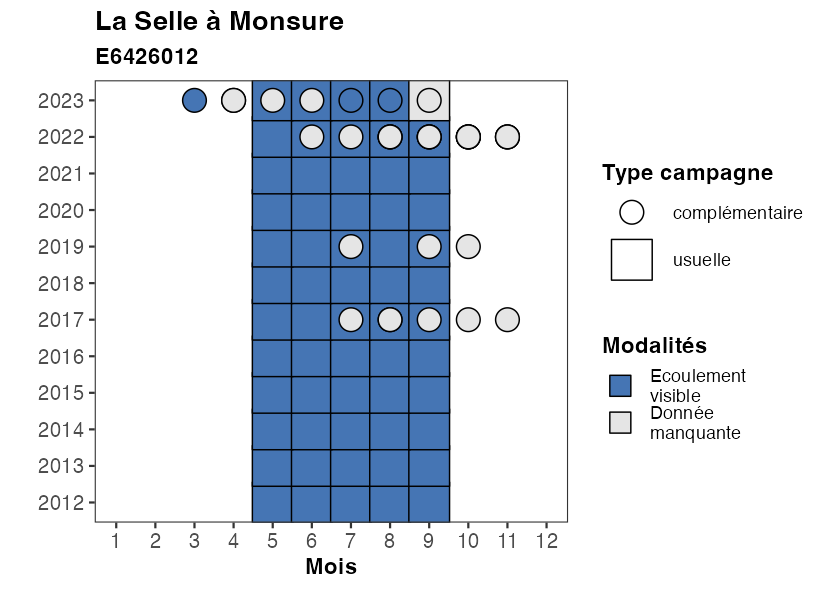 La Selle à Monsure
E6426012
2023
2022
2021
2020
2019
2018
2017
2016
2015
2014
2013
2012
1 2 3 4 5 6 7 8 9 10 11 12
Mois
Type campagne
complémentaire
usuelle
Modalités
Ecoulement
visible
Donnée
manquante